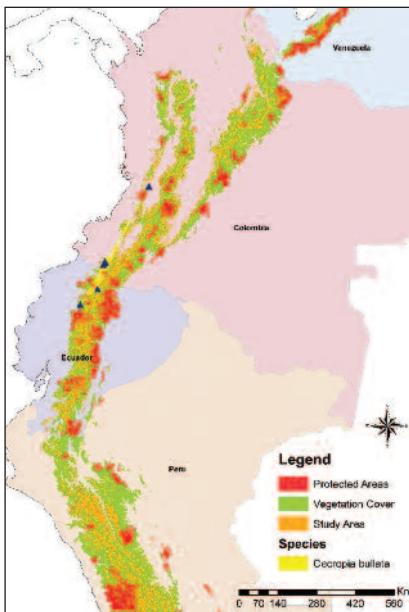 Venezuela
Colombia
Ecuador
Peru
Legend
Protected Areas
Vegetation Cover
Study Area
Species
Cecropia bullata
Km
0 70 140 280 420 560